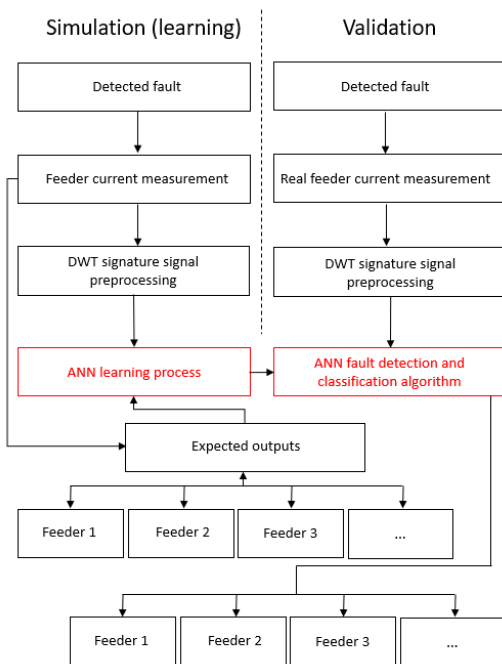 Simulation (learning)
Validation
Detected fault
Detected fault
Feeder current measurement
Real feeder current measurement
DWT signature signal
preprocessing
DWT signature signal
preprocessing
ANN learning process
ANN fault detection and
classification algorithm
Expected outputs
Feeder 1
Feeder 2
Feeder 3
...
Feeder 1
Feeder 2
Feeder 3
...